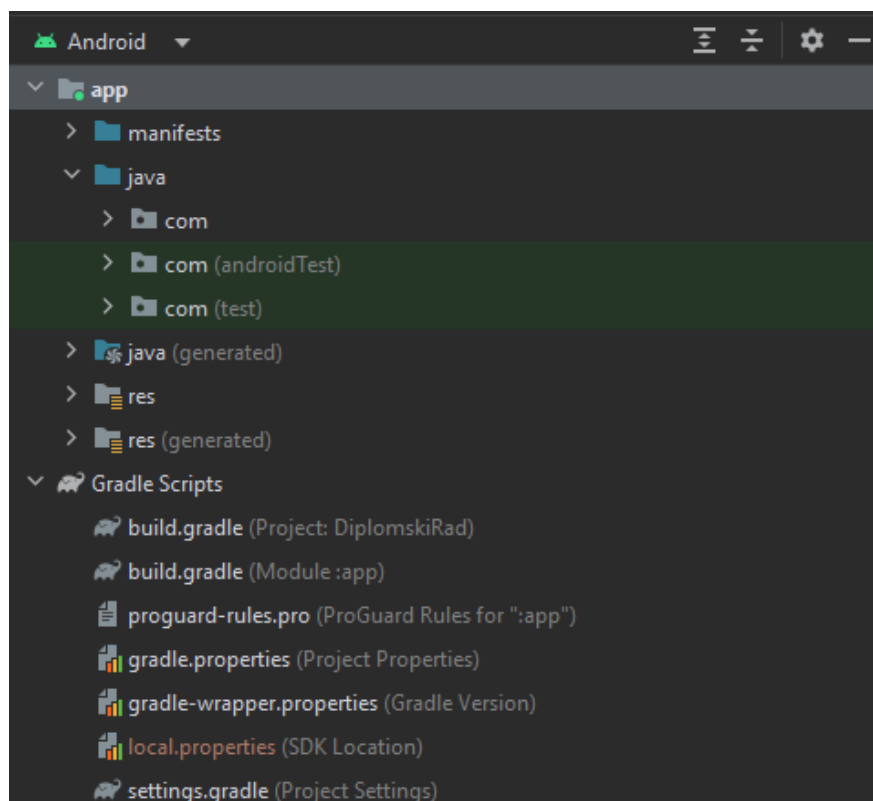 Android
app
manifests
java
com
com (androidTest)
com (test)
java (generated)
res
res (generated)
Gradle Scripts
build.gradle (Project: DiplomskiRad)
build.gradle (Module :app)
proguard-rules.pro (ProGuard Rules for ":app")
gradle.properties (Project Properties)
gradle-wrapper.properties (Gradle Version)
local.properties (SDK Location)
settings.gradle (Project Settings)